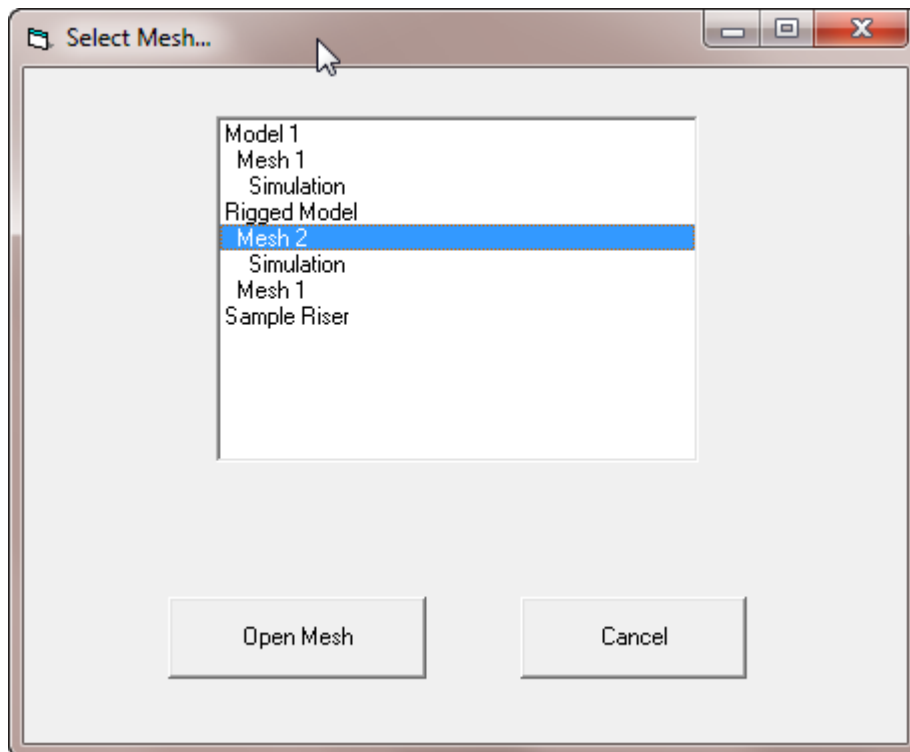 Select Mesh...
Model 1
Mesh 1
Simulation
Rigged Model
Mesh 2
Simulation
Mesh 1
Sample Riser
Open Mesh
Cancel